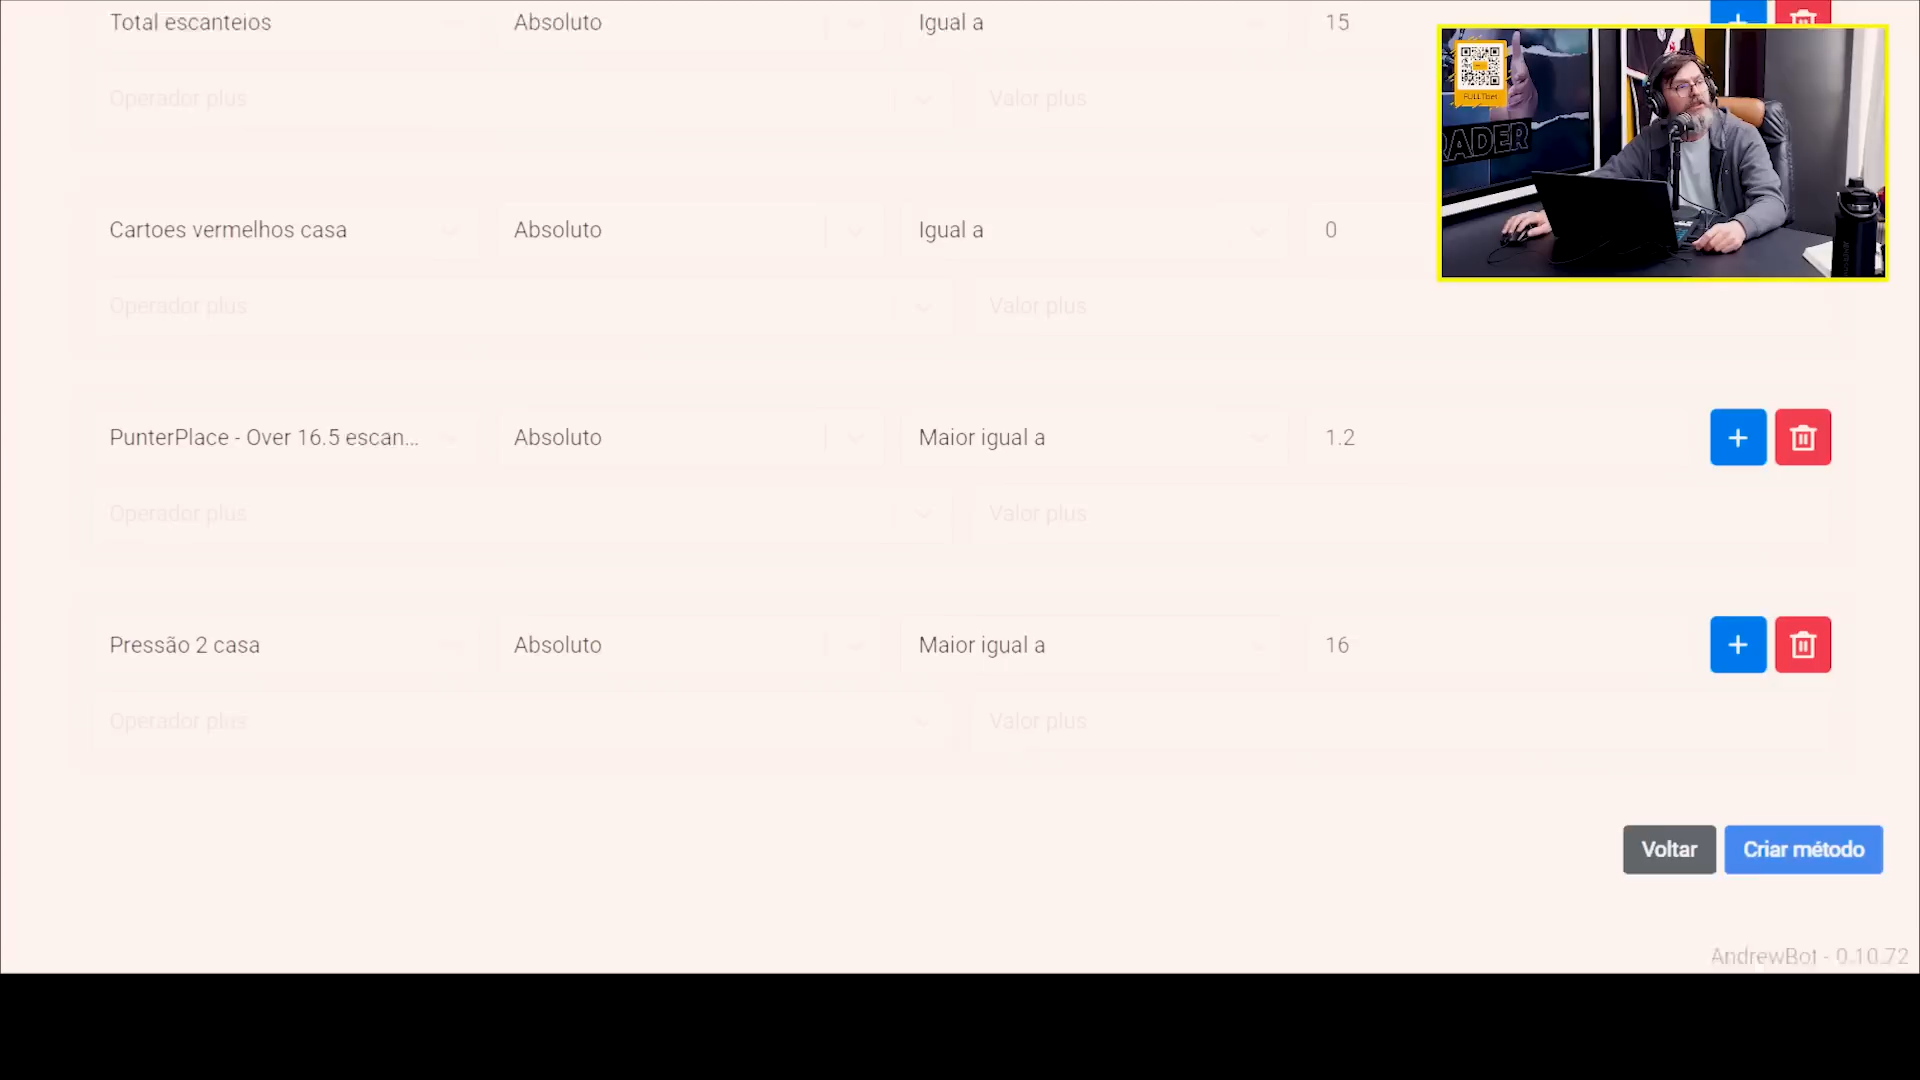 Total escanteios Absoluto Igual a 15
Operador plus Valor plus
FULLTbet
RADER
Cartoes vermelhos casa Absoluto Igual a 0
Operador plus Valor plus
PunterPlace - Over 16.5 escan... Absoluto Maior igual a 1.2
Operador plus Valor plus
Pressão 2 casa Absoluto Maior igual a 16
Operador plus Valor plus
Voltar Criar método
AndrewBot - 0.10.72